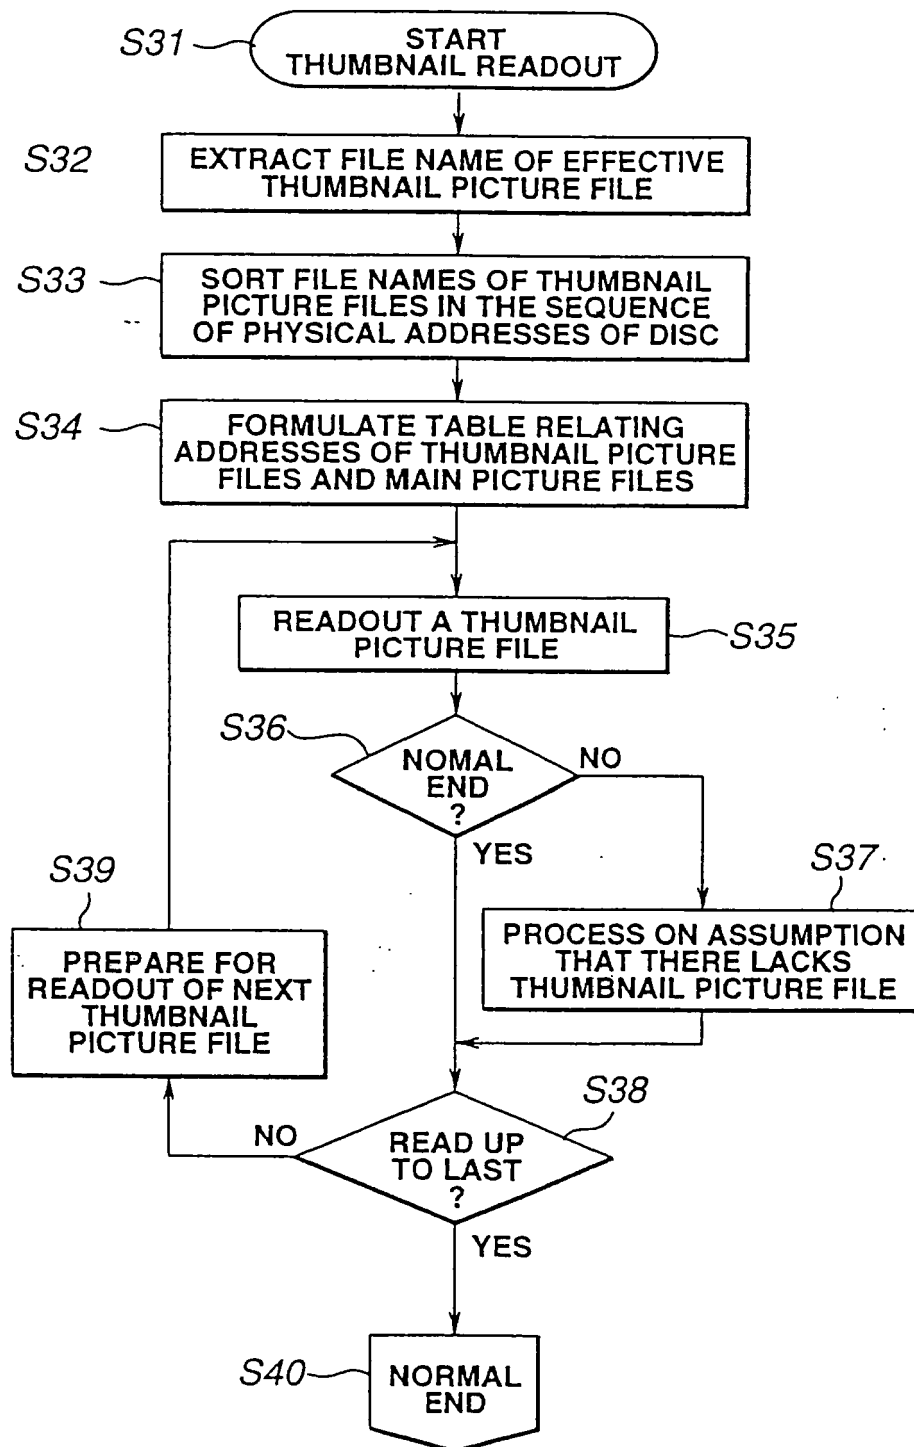 S31
START
THUMBNAIL READOUT
S32
EXTRACT FILE NAME OF EFFECTIVE
THUMBNAIL PICTURE FILE
S33
SORT FILE NAMES OF THUMBNAIL
PICTURE FILES IN THE SEQUENCE
OF PHYSICAL ADDRESSES OF DISC
S34
FORMULATE TABLE RELATING
ADDRESSES OF THUMBNAIL PICTURE
FILES AND MAIN PICTURE FILES
READOUT A THUMBNAIL
PICTURE FILE
S35
S36
NOMAL
END
?
NO
YES
S37
PROCESS ON ASSUMPTION
THAT THERE LACKS
THUMBNAIL PICTURE FILE
S39
PREPARE FOR
READOUT OF NEXT
THUMBNAIL
PICTURE FILE
S38
READ UP
TO LAST
?
NO
YES
S40
NORMAL
END